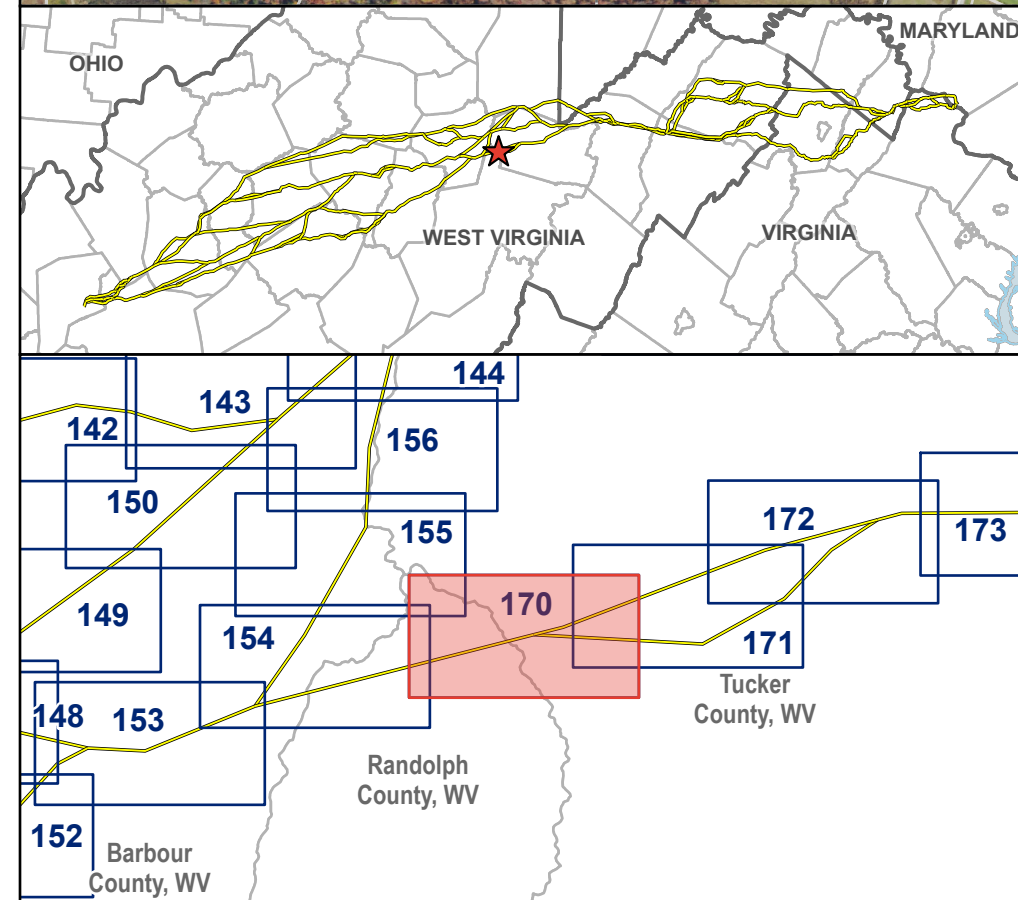 OHIO
MARYLAND
WEST VIRGINIA
VIRGINIA
144
143
142
156
150
155
172
173
170
149
154
171
Tucker
County, WV
148
153
Randolph
County, WV
152
Barbour
County, WV